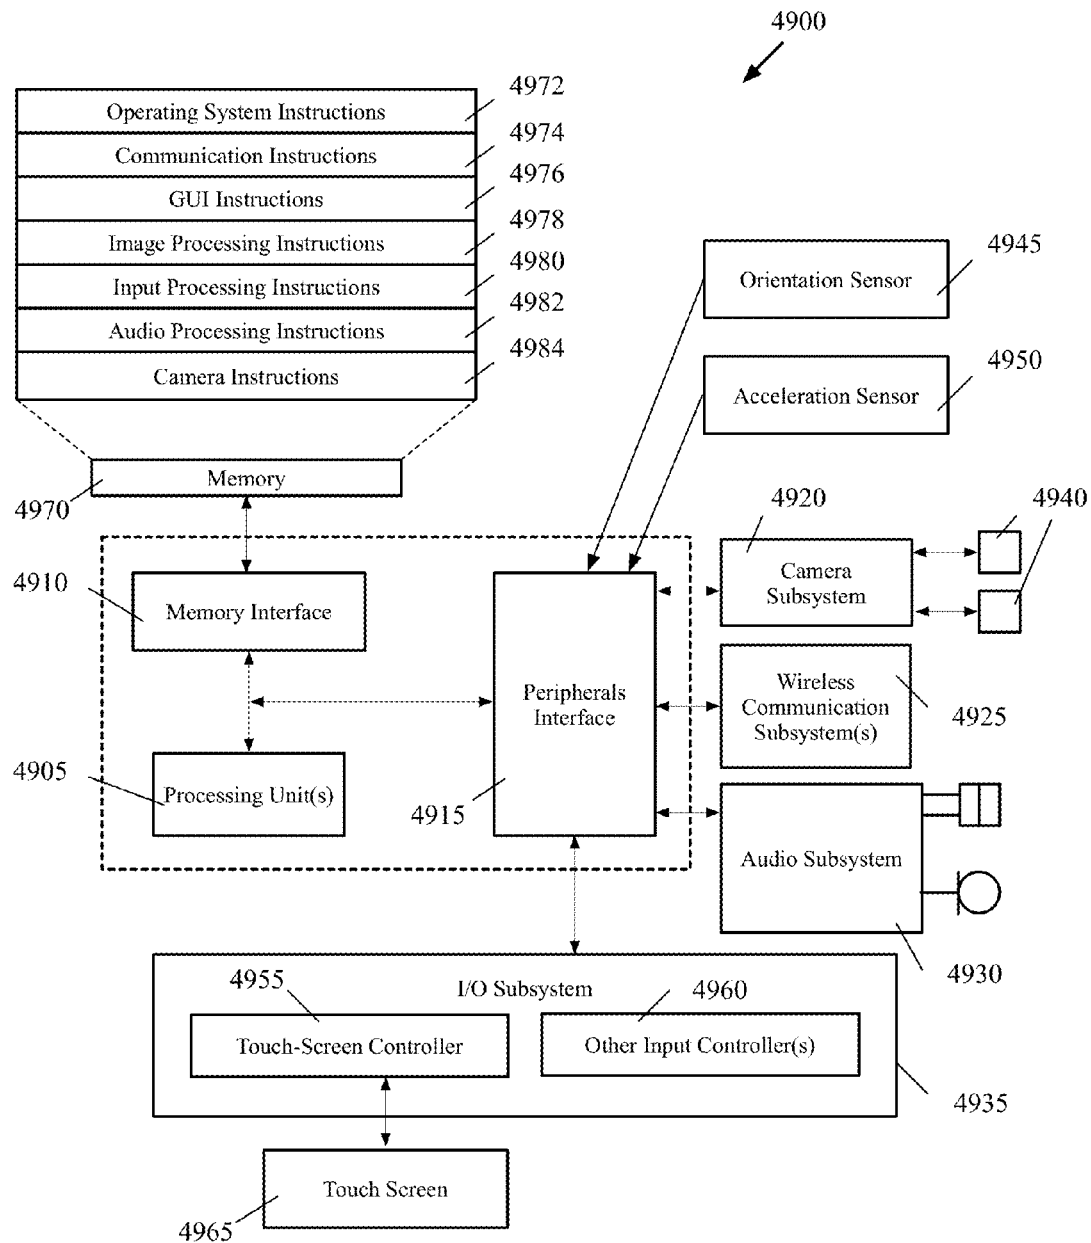 4900
4972
Operating System Instructions
4974
Communication Instructions
4976
GUI Instructions
4978
Image Processing Instructions
4980
Input Processing Instructions
4982
Audio Processing Instructions
4984
Camera Instructions
4945
Orientation Sensor
4950
Acceleration Sensor
Memory
4970
4920
4940
Camera
Subsystem
4910
Memory Interface
Peripherals
Interface
Wireless
Communication
Subsystem(s)
4925
4905
Processing Unit(s)
4915
Audio Subsystem
4930
4955
I/O Subsystem
4960
Touch-Screen Controller
Other Input Controller(s)
4935
Touch Screen
4965